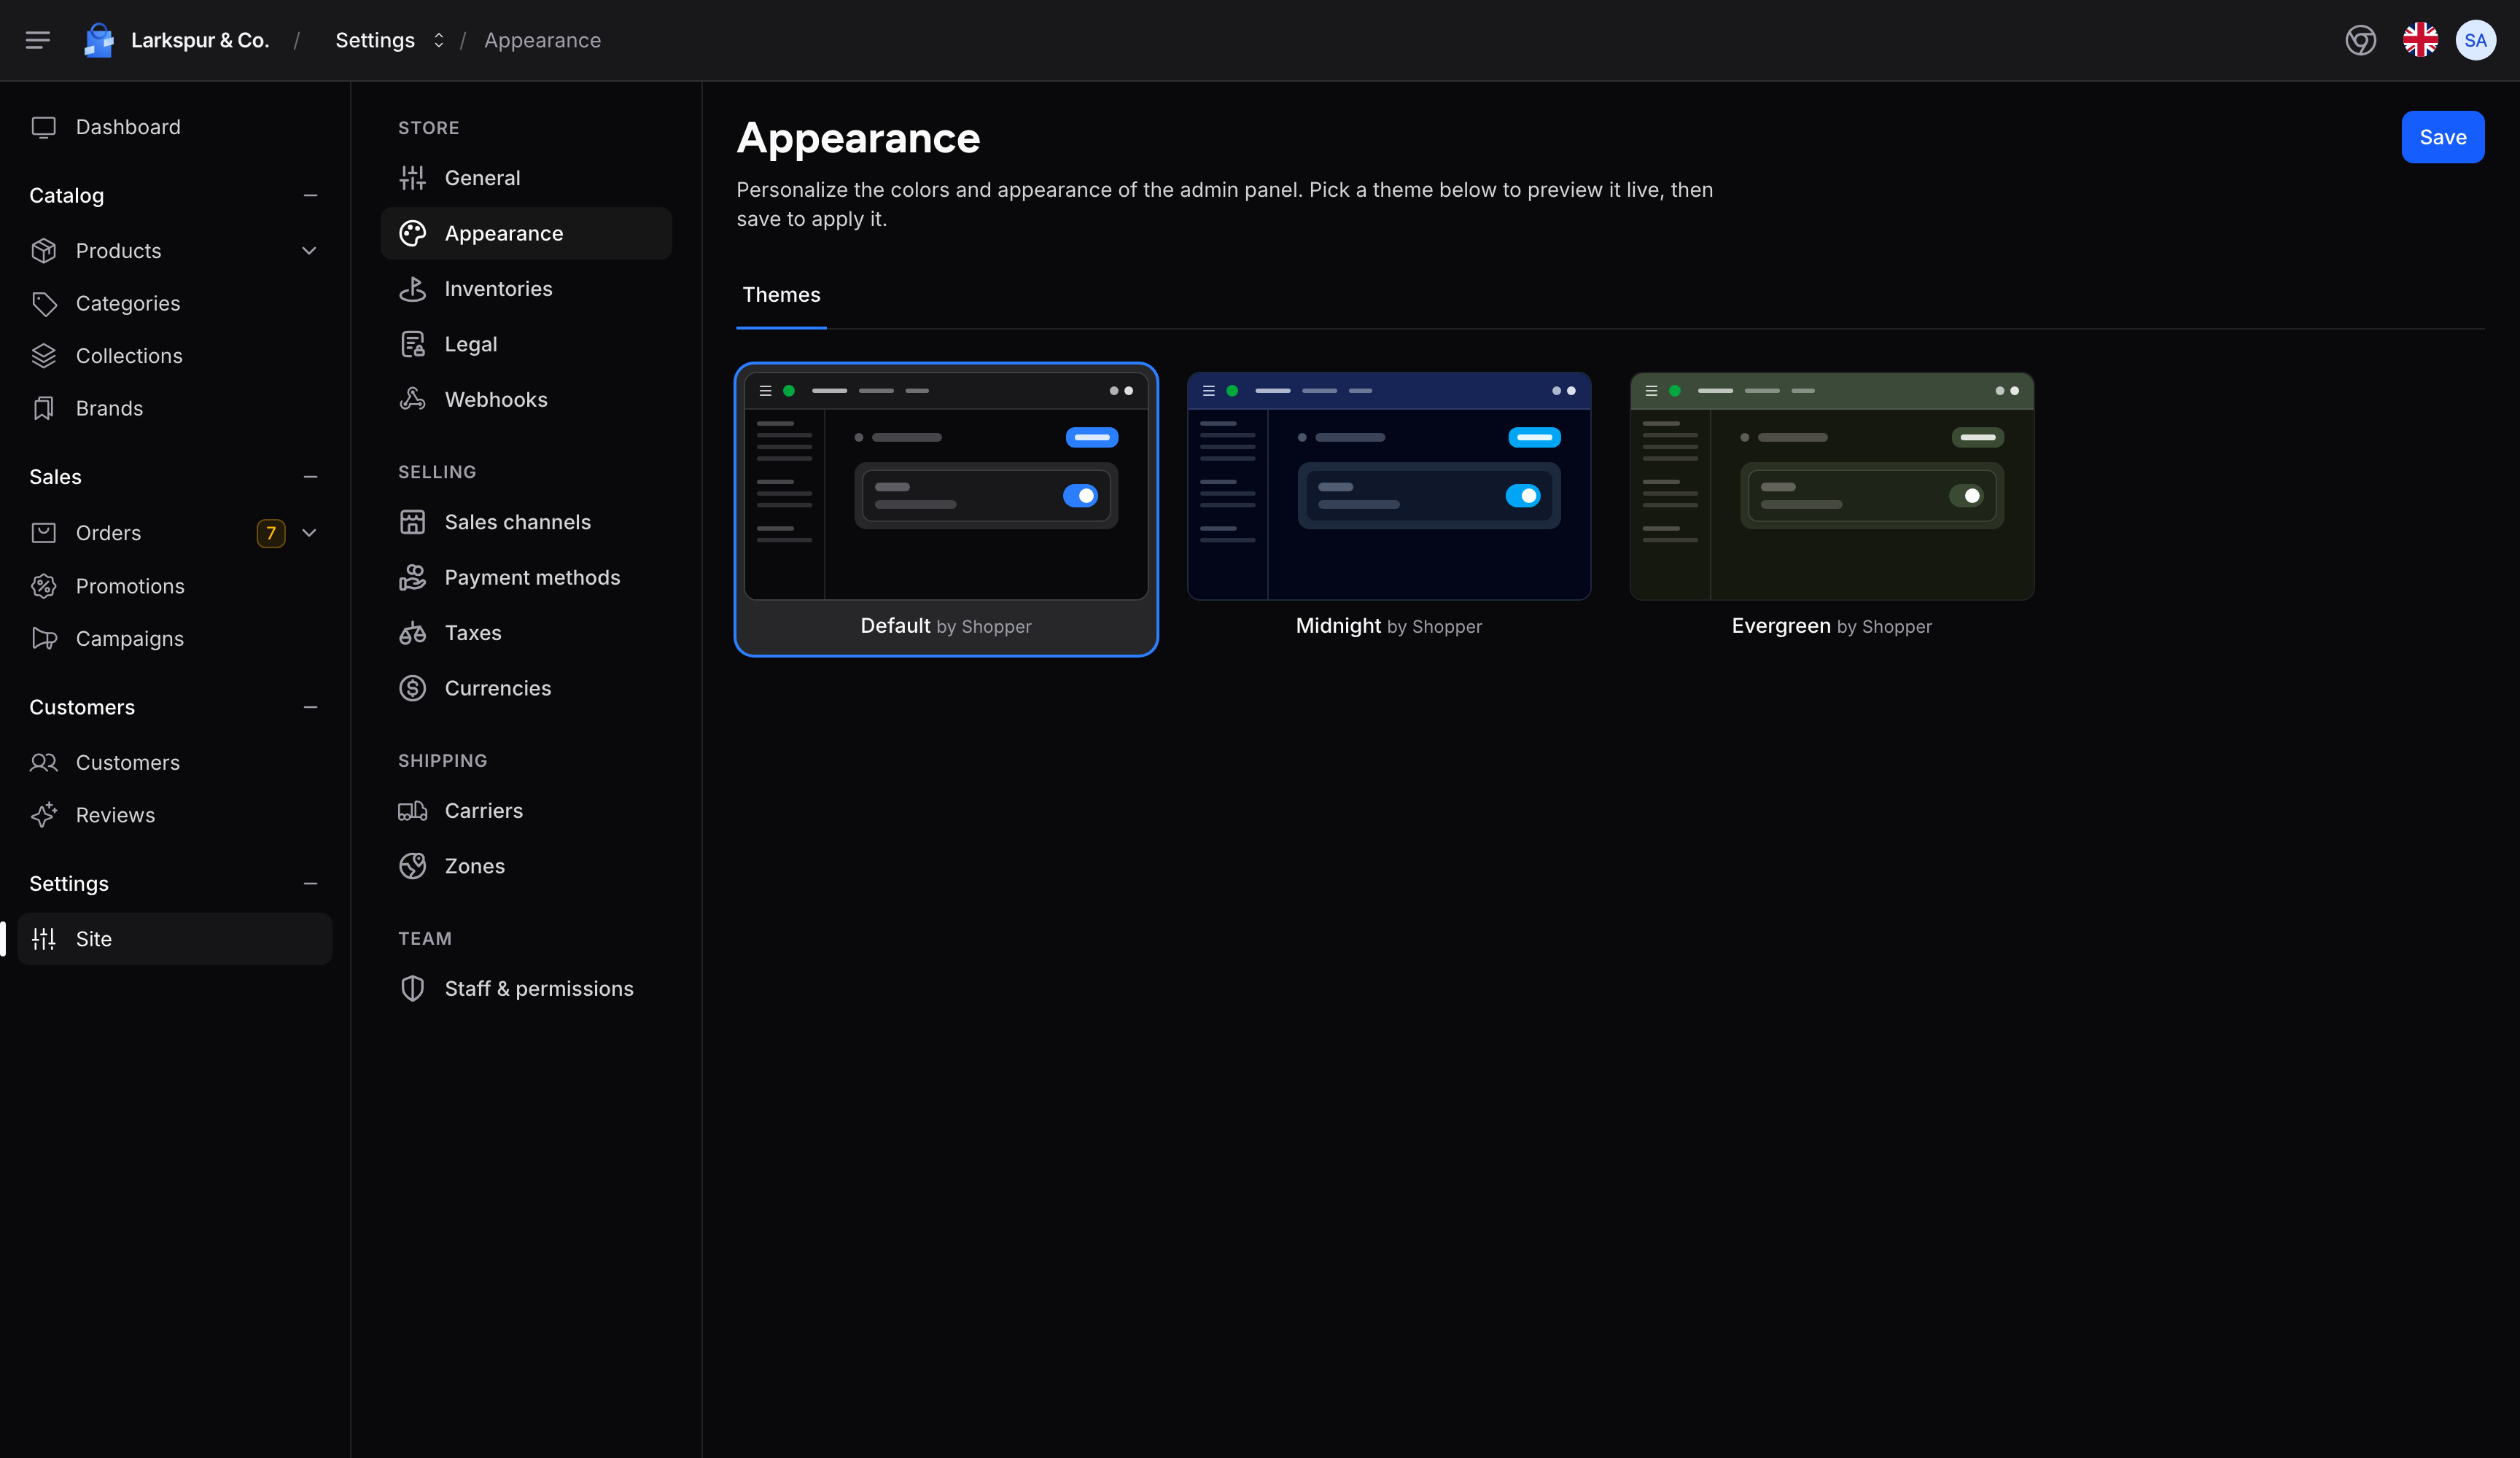 Larkspur & Co. / Settings / Appearance
SA
Dashboard
Catalog
Products
Categories
Collections
Brands
Sales
Orders 7
Promotions
Campaigns
Customers
Customers
Reviews
Settings
Site
STORE
General
Appearance
Inventories
Legal
Webhooks
SELLING
Sales channels
Payment methods
Taxes
Currencies
SHIPPING
Carriers
Zones
TEAM
Staff & permissions
Appearance
Save
Personalize the colors and appearance of the admin panel. Pick a theme below to preview it live, then
save to apply it.
Themes
Default by Shopper
Midnight by Shopper
Evergreen by Shopper